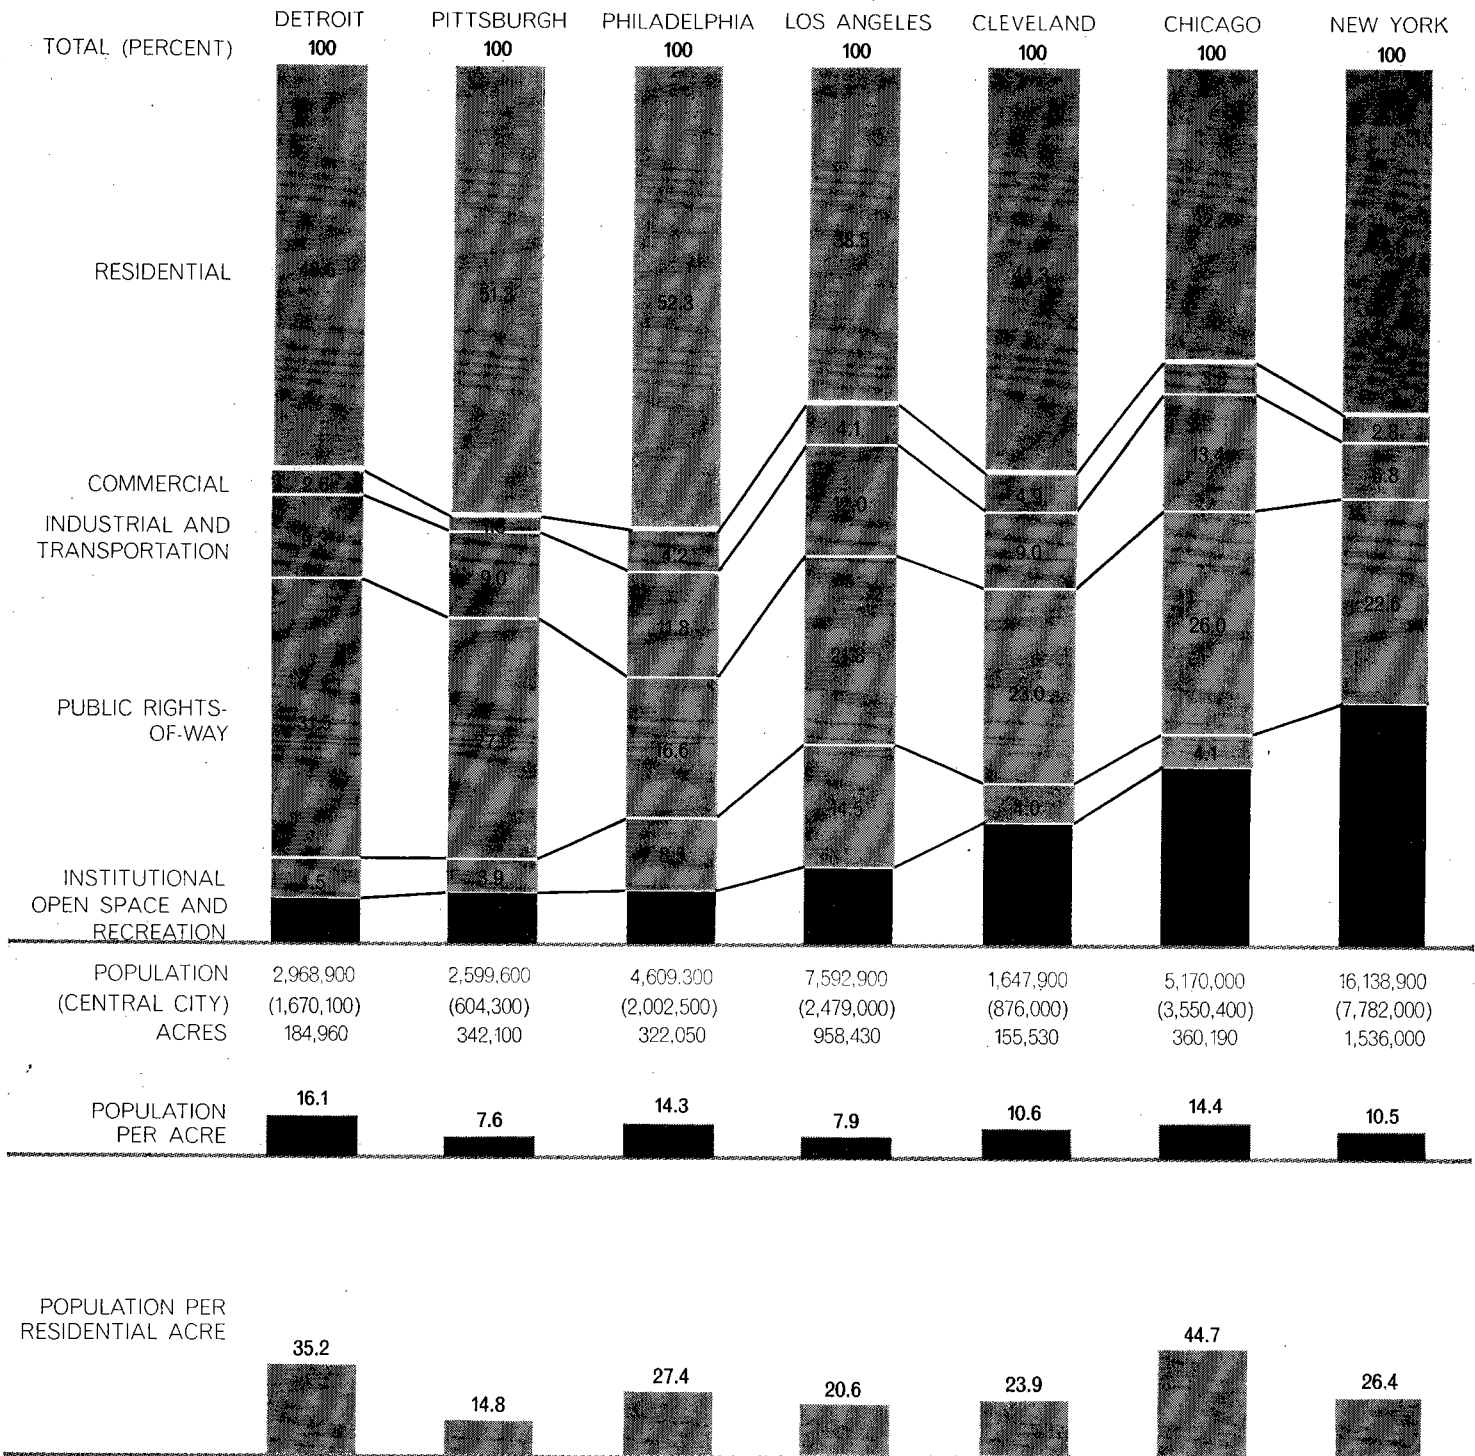 DETROIT PITTSBURGH PHILADELPHIA LOS ANGELES CLEVELAND CHICAGO NEW YORK
TOTAL (PERCENT) 100 100 100 100 100 100 100
RESIDENTIAL 51.3 52.3 38.5 44.3
COMMERCIAL 2.6 4.2 4.1 2.8
INDUSTRIAL AND
TRANSPORTATION 9.0 11.8 9.0 13.4 6.8
PUBLIC RIGHTS-
OF-WAY 16.6 23.0 26.0 22.6
INSTITUTIONAL 4.5 3.9 14.5 4.0 4.1
OPEN SPACE AND
RECREATION
POPULATION 2,968,900 2,599,600 4,609.300 7,592,900 1,647,900 5,170,000 16,138,900
(CENTRAL CITY) (1,670,100) (604,300) (2,002,500) (2,479,000) (876,000) (3,550,400) (7,782,000)
ACRES 184,960 342,100 322,050 958,430 155,530 360,190 1,536,000
POPULATION
PER ACRE 16.1 7.6 14.3 7.9 10.6 14.4 10.5
POPULATION PER
RESIDENTIAL ACRE 35.2 14.8 27.4 20.6 23.9 44.7 26.4